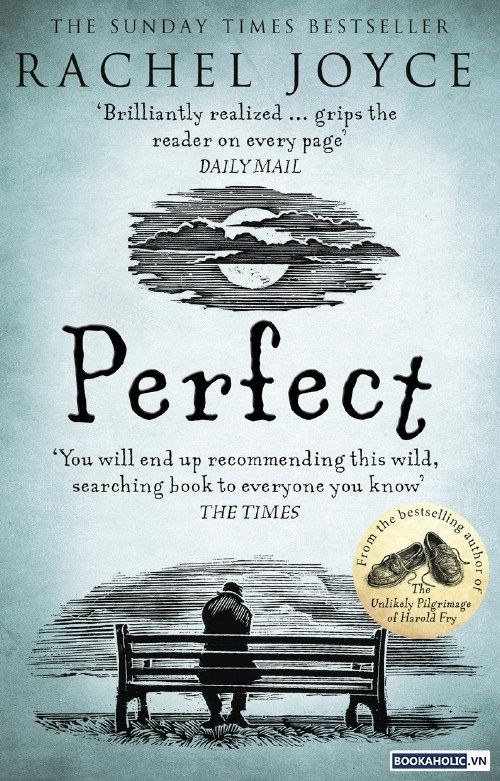 THE SUNDAY TIMES BESTSELLER
RACHEL JOYCE
‘Brilliantly realized ... grips the
reader on every page’
DAILY MAIL
Perfect
‘You will end up recommending this wild,
searching book to everyone you know’
THE TIMES
From the bestselling author of
The
Unlikely Pilgrimage
of Harold Fry
BOOKAHOLIC.VN